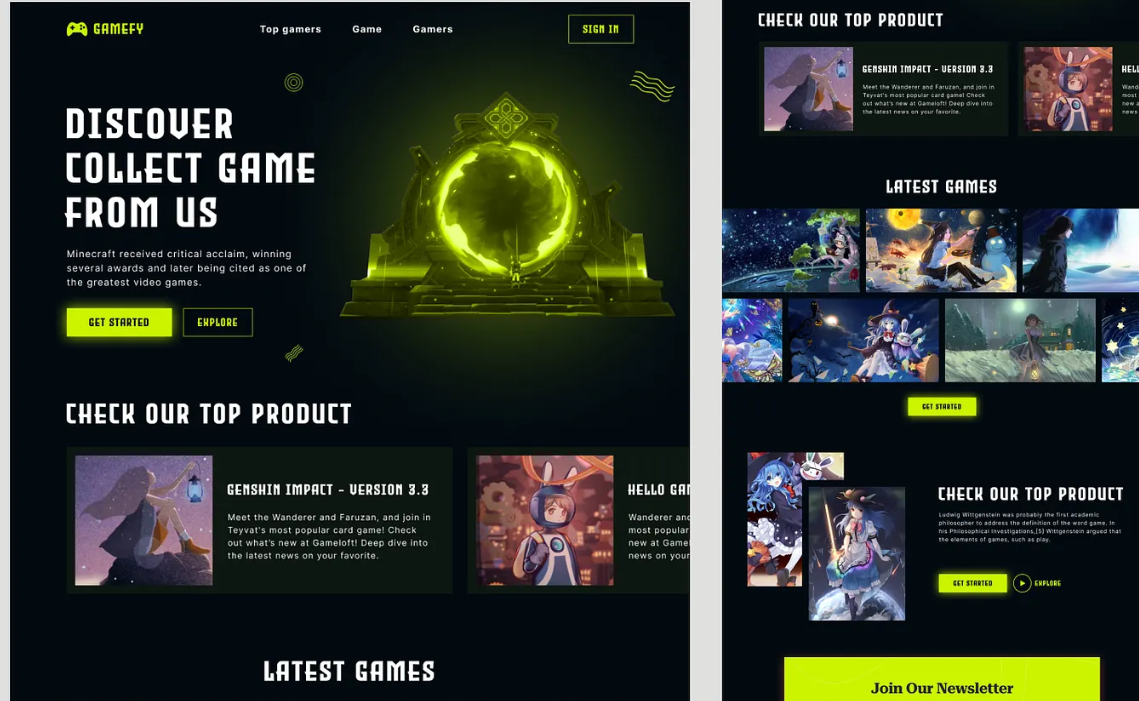 GAMEFY
Top gamers
Game
Gamers
SIGN IN
DISCOVER
COLLECT GAME
FROM US
Minecraft received critical acclaim, winning
several awards and later being cited as one of
the greatest video games.
GET STARTED
EXPLORE
CHECK OUR TOP PRODUCT
GENSHIN IMPACT - VERSION 3.3
Meet the Wanderer and Faruzan, and join in
Teyvat's most popular card game! Check
out what's new at Gameloft! Deep dive into
the latest news on your favorite.
HELLO GA
Wanderer and
most popular
new at Gamel
news on your
LATEST GAMES
CHECK OUR TOP PRODUCT
GENSHIN IMPACT - VERSION 3.3
Meet the Wanderer and Faruzan, and join in
Teyvat's most popular card game! Check
out what's new at Gameloft! Deep dive into
the latest news on your favorite.
HELL
Wand
most
new a
news
LATEST GAMES
GET STARTED
CHECK OUR TOP PRODUCT
Ludwig Wittgenstein was probably the first academic
philosopher to address the definition of the word game. In
his Philosophical Investigations,[5] Wittgenstein argued that
the elements of games, such as play.
GET STARTED
EXPLORE
Join Our Newsletter